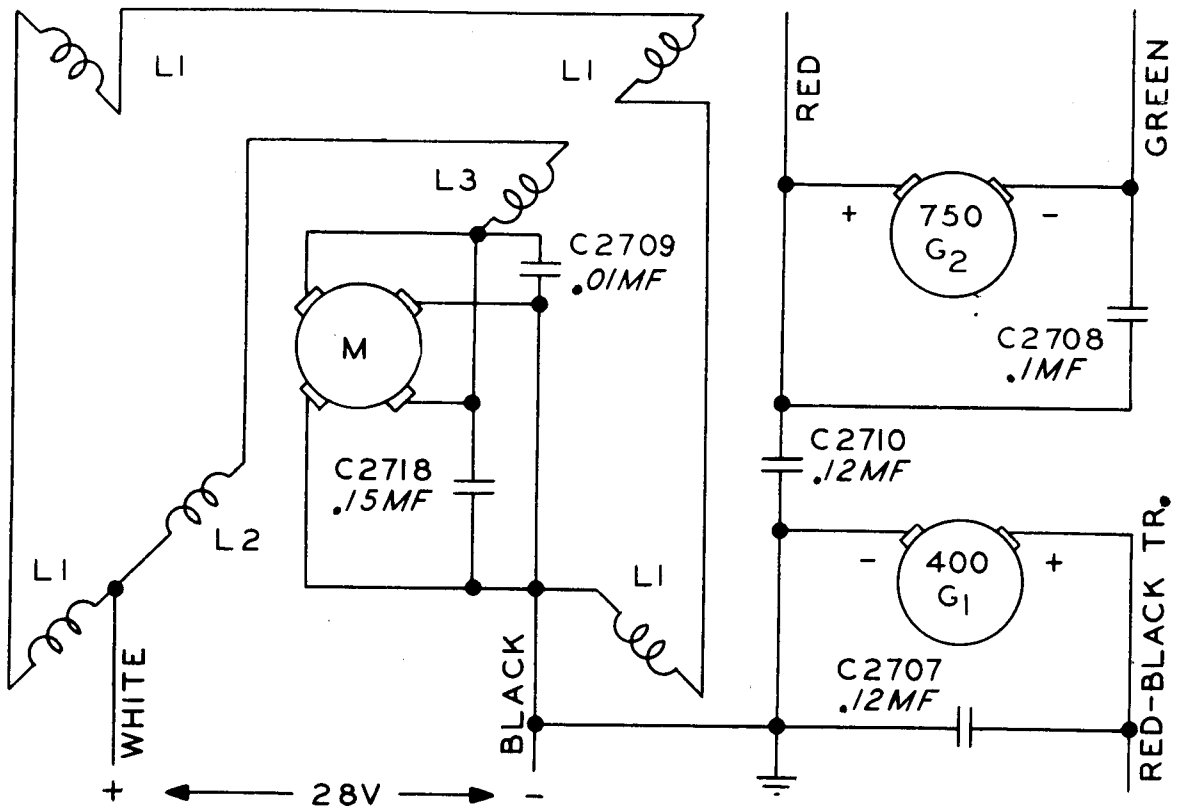 L1
L1
RED
GREEN
L3
C2709
.01MF
+
750
-
G2
M
C2708
.1MF
C2710
.12MF
C2718
.15MF
L2
L1
L1
-
400
+
G1
C2707
.12MF
WHITE
BLACK
RED-BLACK TR.
+
28V
-